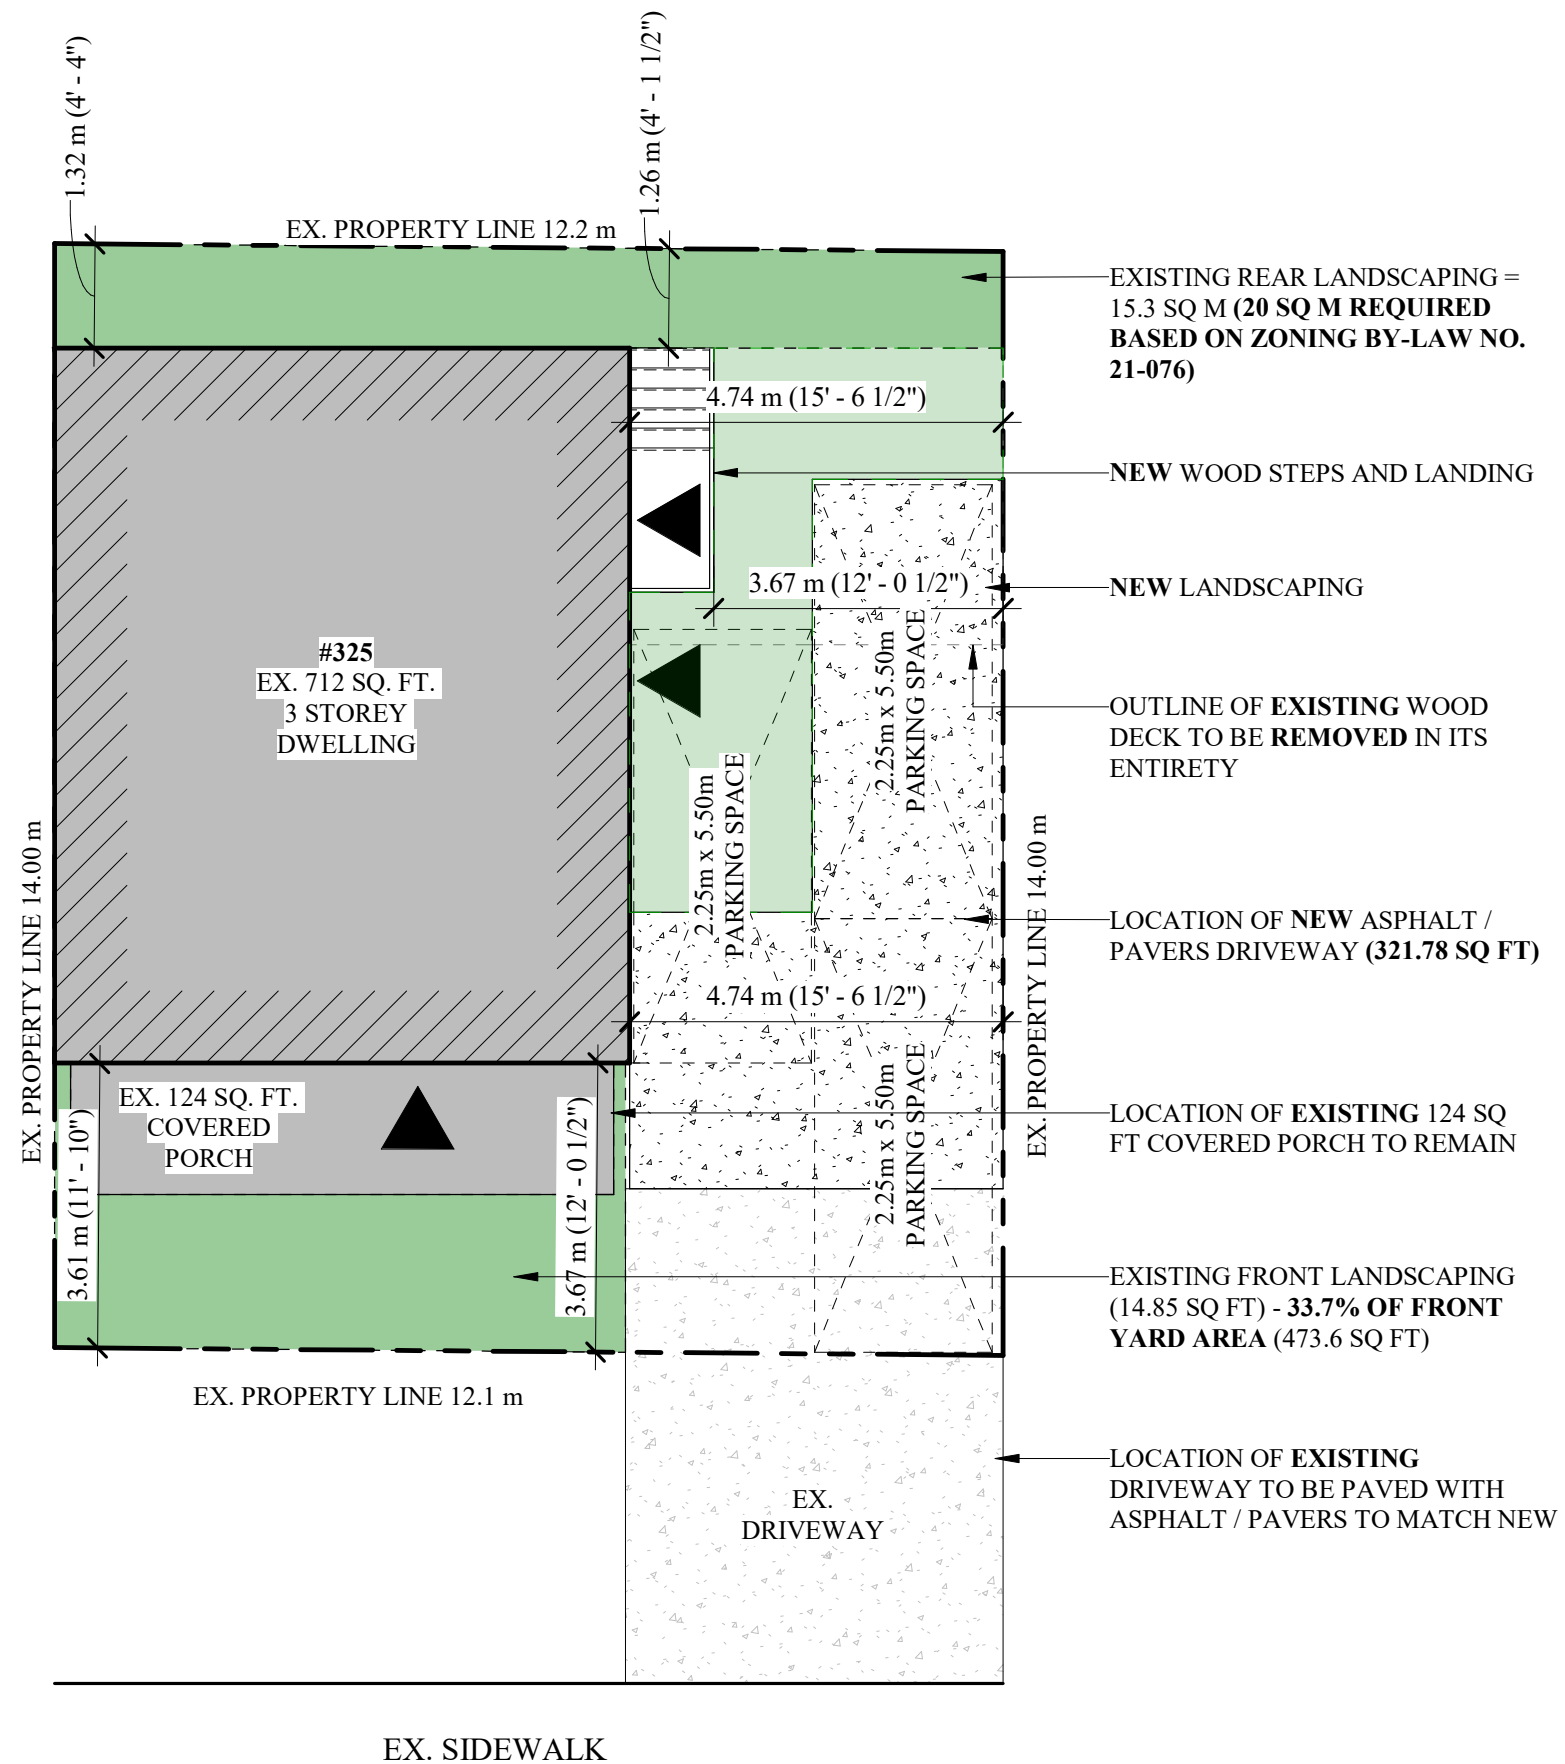 1.32 m (4' - 4")
1.26 m (4' - 1 1/2")
EX. PROPERTY LINE 12.2 m
EXISTING REAR LANDSCAPING =
15.3 SQ M (20 SQ M REQUIRED
BASED ON ZONING BY-LAW NO.
21-076)
4.74 m (15' - 6 1/2")
NEW WOOD STEPS AND LANDING
3.67 m (12' - 0 1/2")
NEW LANDSCAPING
#325
EX. 712 SQ. FT.
3 STOREY
DWELLING
2.25m x 5.50m
PARKING SPACE
OUTLINE OF EXISTING WOOD
DECK TO BE REMOVED IN ITS
ENTIRETY
2.25m x 5.50m
PARKING SPACE
EX. PROPERTY LINE 14.00 m
EX. PROPERTY LINE 14.00 m
LOCATION OF NEW ASPHALT /
PAVERS DRIVEWAY (321.78 SQ FT)
4.74 m (15' - 6 1/2")
EX. 124 SQ. FT.
COVERED
PORCH
3.61 m (11' - 10")
3.67 m (12' - 0 1/2")
2.25m x 5.50m
PARKING SPACE
LOCATION OF EXISTING 124 SQ
FT COVERED PORCH TO REMAIN
EXISTING FRONT LANDSCAPING
(14.85 SQ FT) - 33.7% OF FRONT
YARD AREA (473.6 SQ FT)
EX. PROPERTY LINE 12.1 m
LOCATION OF EXISTING
DRIVEWAY TO BE PAVED WITH
ASPHALT / PAVERS TO MATCH NEW
EX.
DRIVEWAY
EX. SIDEWALK